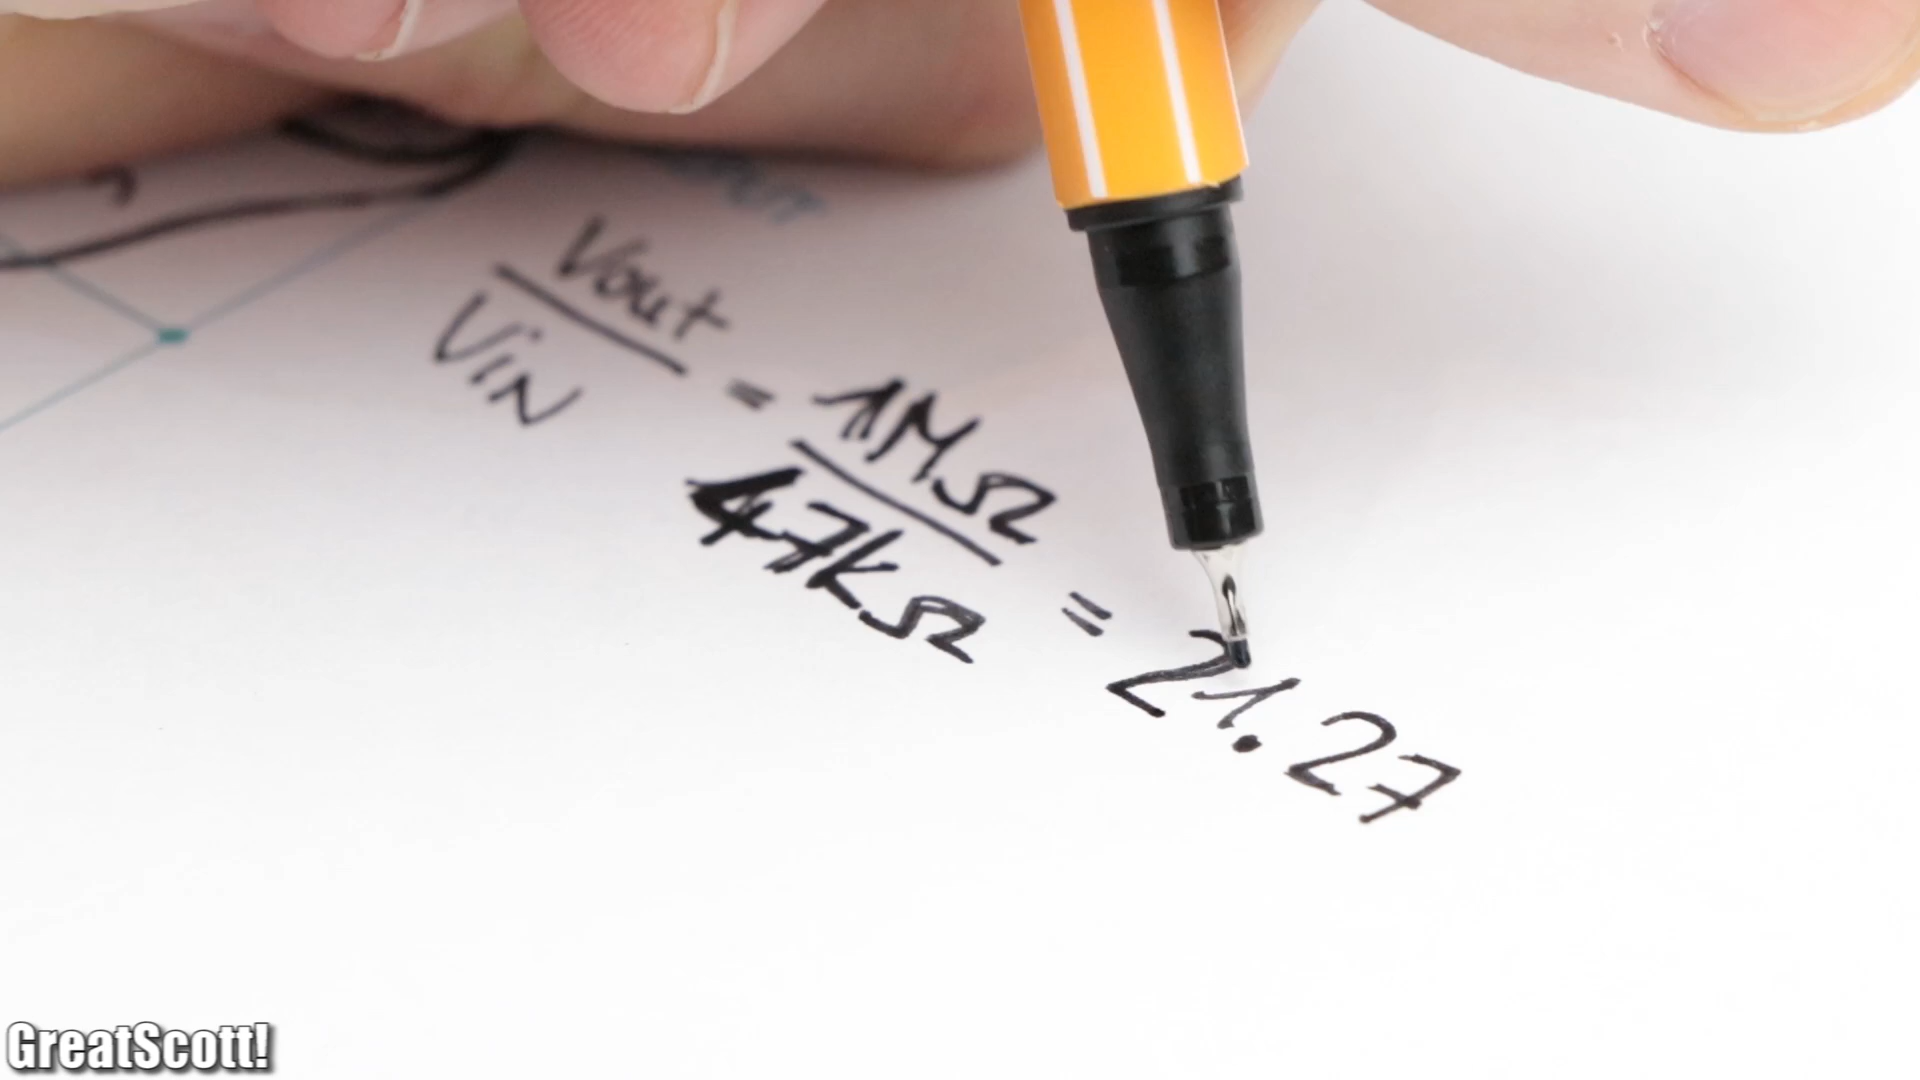 Vout
Vin
= 1MΩ
47kΩ
= 21.27
GreatScott!